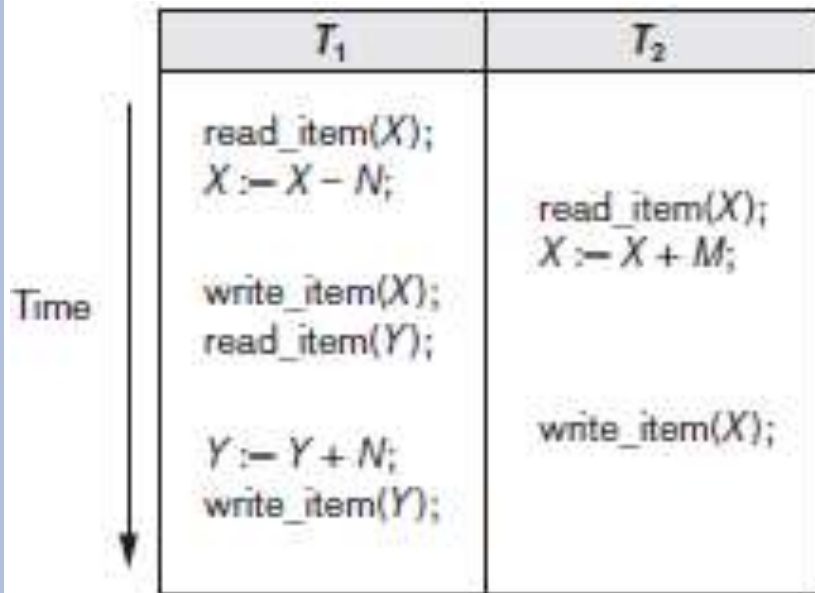 T₁ T₂
read_item(X);
X := X – N;
read_item(X);
X := X + M;
Time
write_item(X);
read_item(Y);
write_item(X);
Y := Y + N;
write_item(Y);